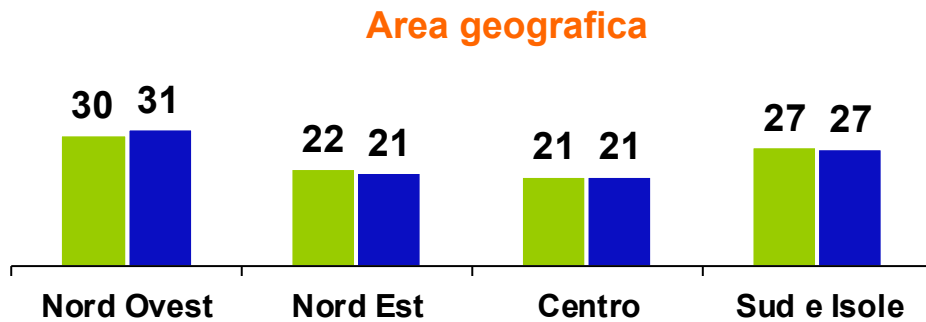 Area geografica
30 31 22 21 21 21 27 27
Nord Ovest Nord Est Centro Sud e Isole